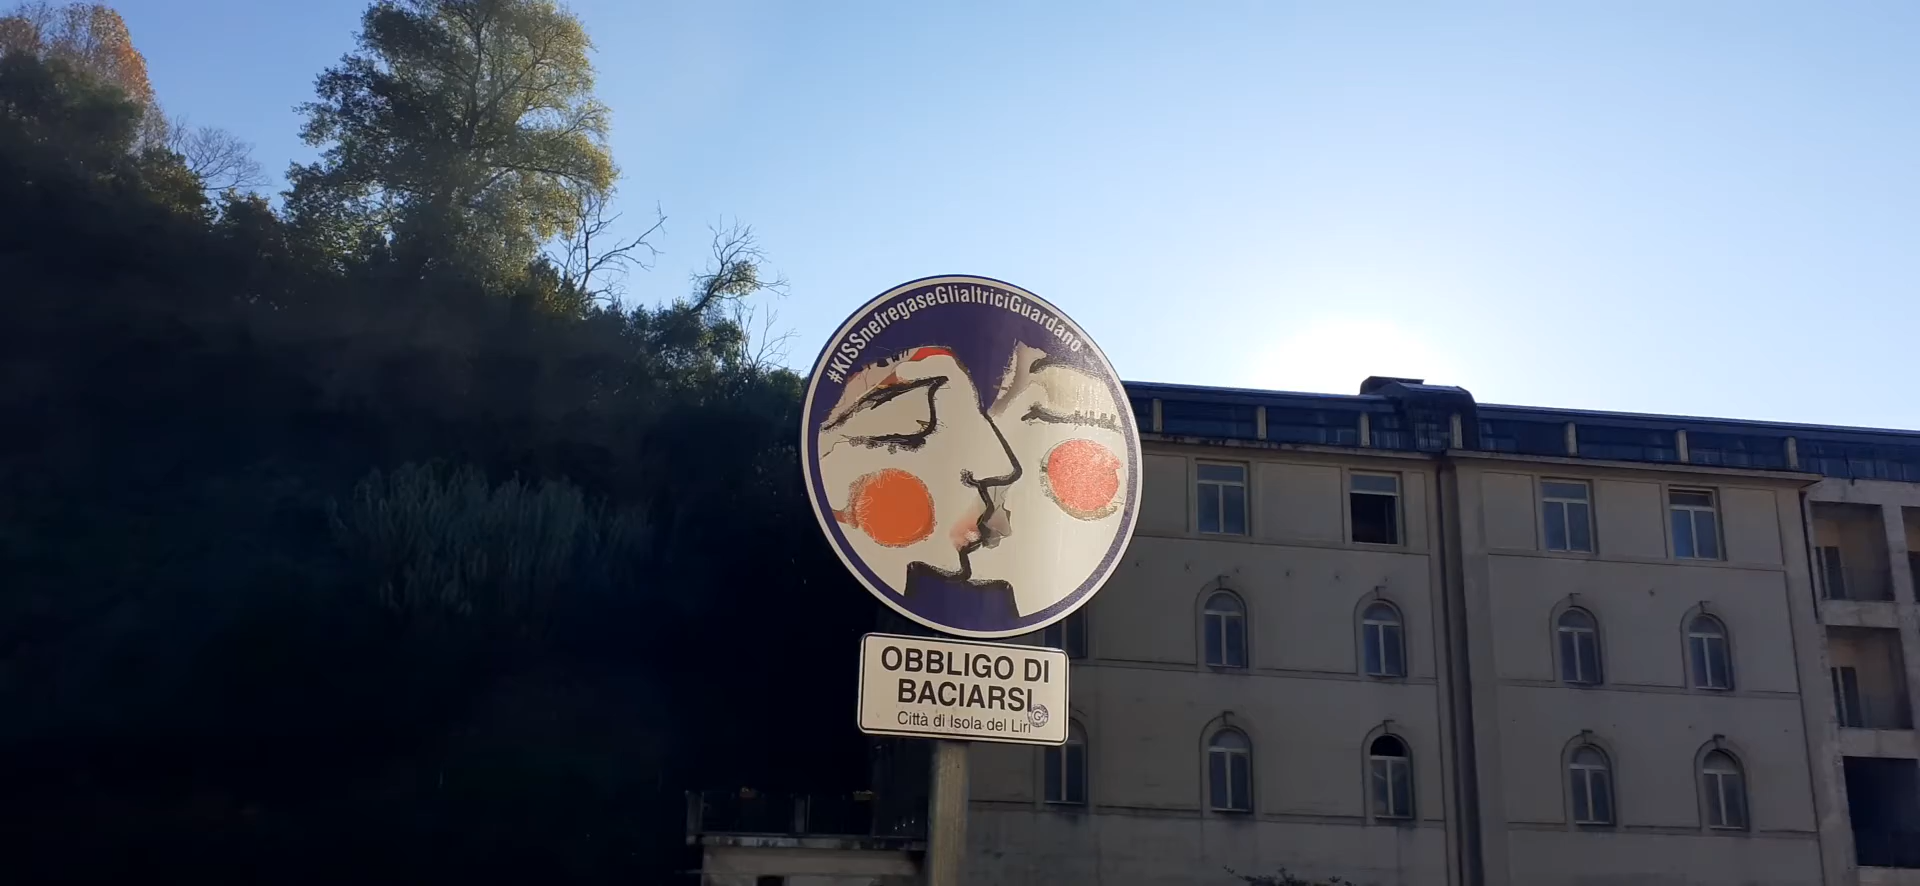 #KISSnefregaseGlialtriciGuardano
OBBLIGO DI
BACIARSI
Città di Isola del Liri